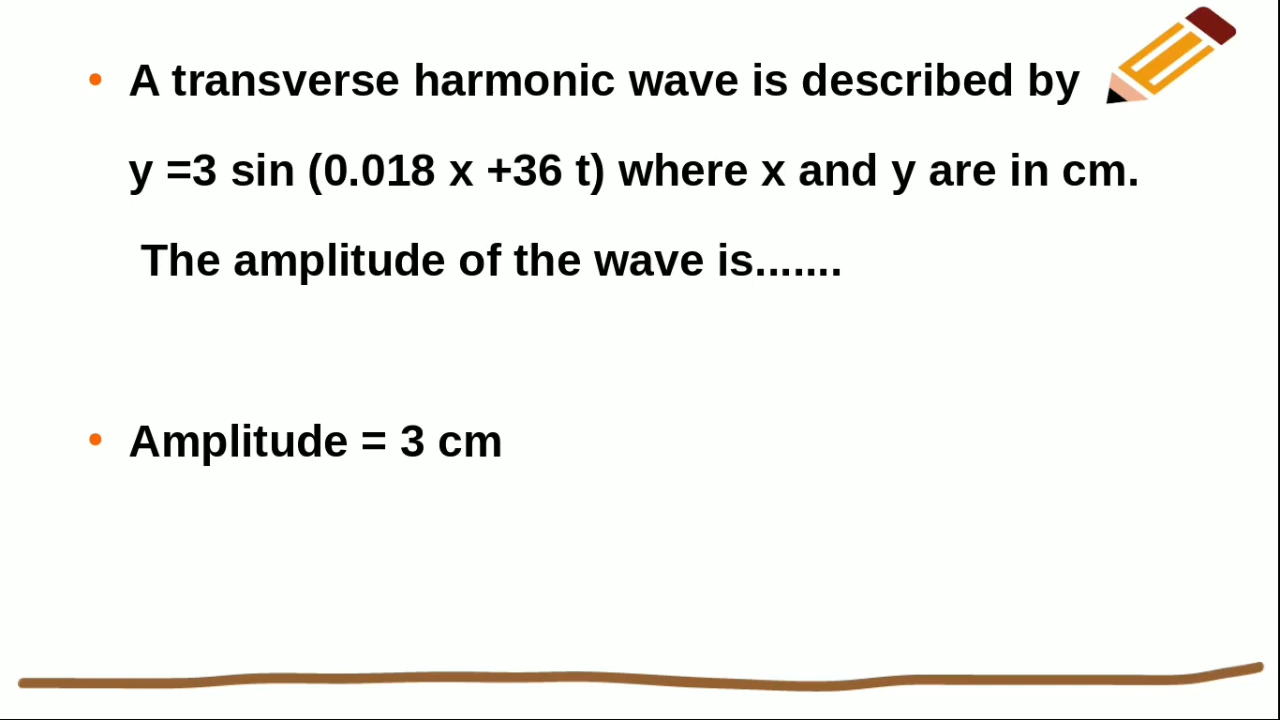 • A transverse harmonic wave is described by
y =3 sin (0.018 x +36 t) where x and y are in cm.
The amplitude of the wave is.......
• Amplitude = 3 cm